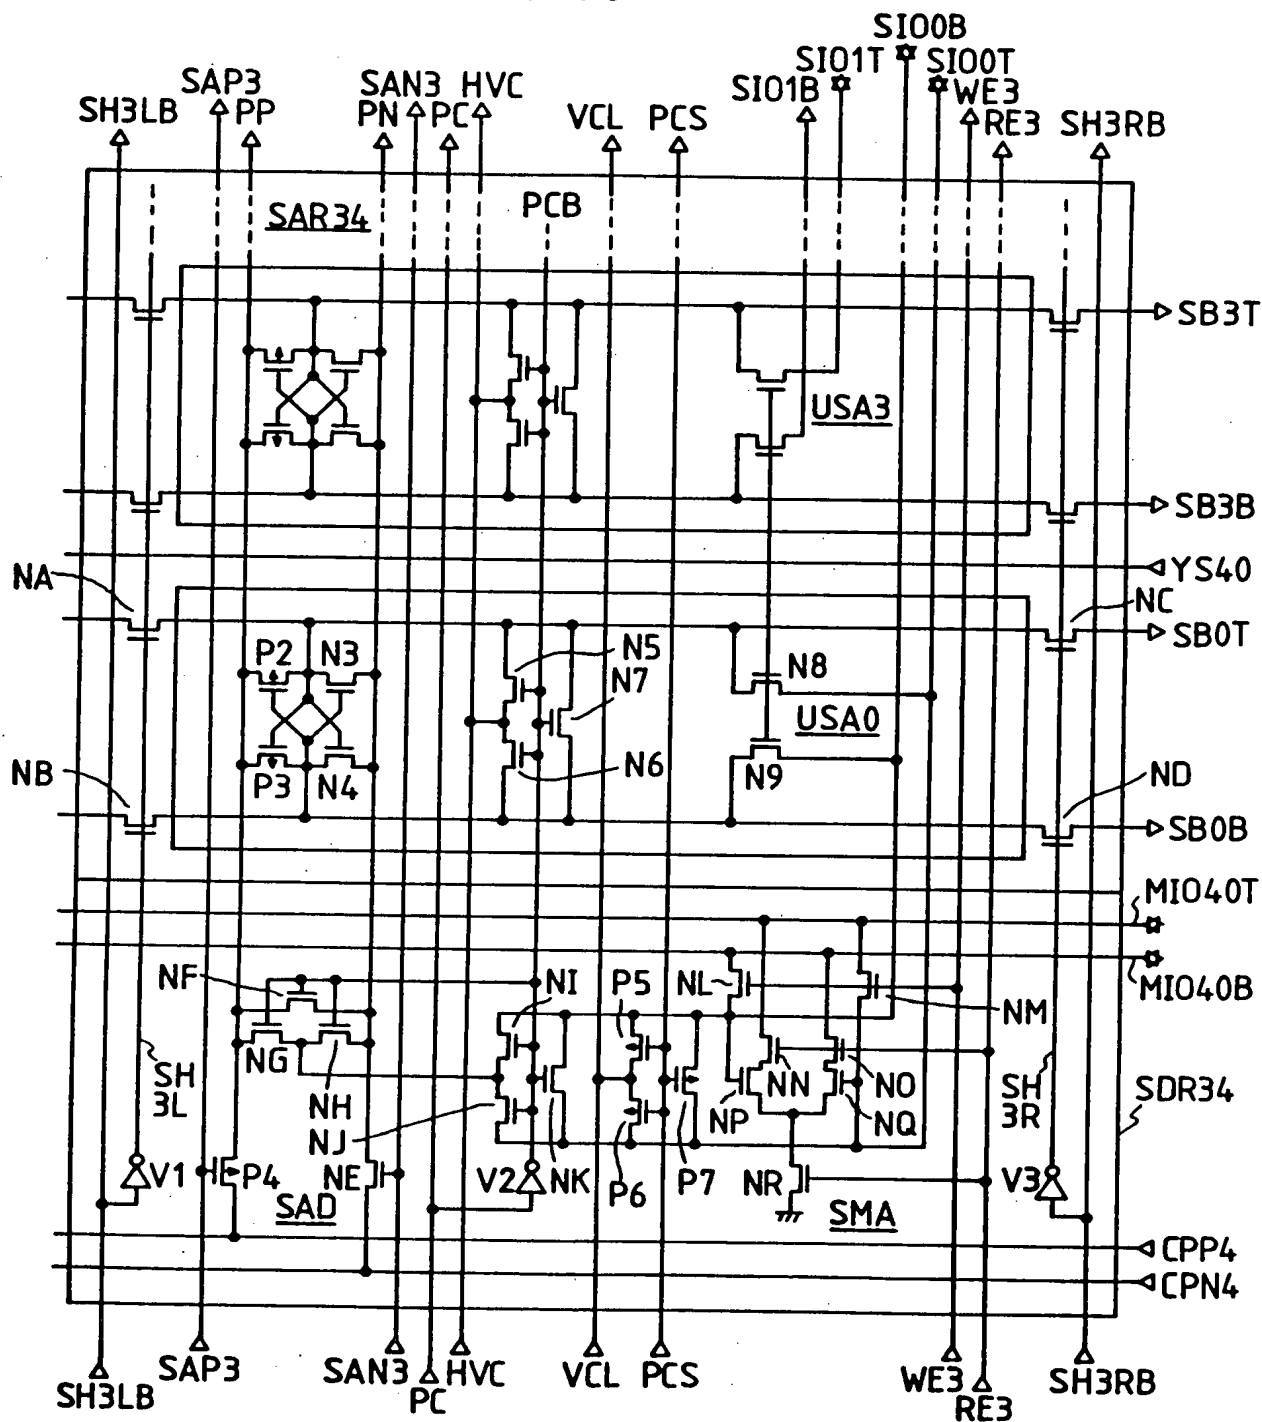 SIO0B
SIO1T SIO0T
SAP3 SAN3 HVC SIO1B WE3
SH3LB PP PN PC VCL PCS RE3 SH3RB
SAR34 PCB
SB3T
USA3
SB3B
YS40
NA NC
SB0T
P2 N3 N5 N8
N7
USA0
NB P3 N4 N6 N9 ND
SB0B
MIO40T
NF NI P5 NL NM MIO40B
NG NN NO
SH NH NP NQ SH SDR34
3L NJ 3R
V1 P4 NE V2 NK P6 P7 NR V3
SAD SMA
CPP4
CPN4
SH3LB SAP3 SAN3 PC HVC VCL PCS WE3 RE3 SH3RB